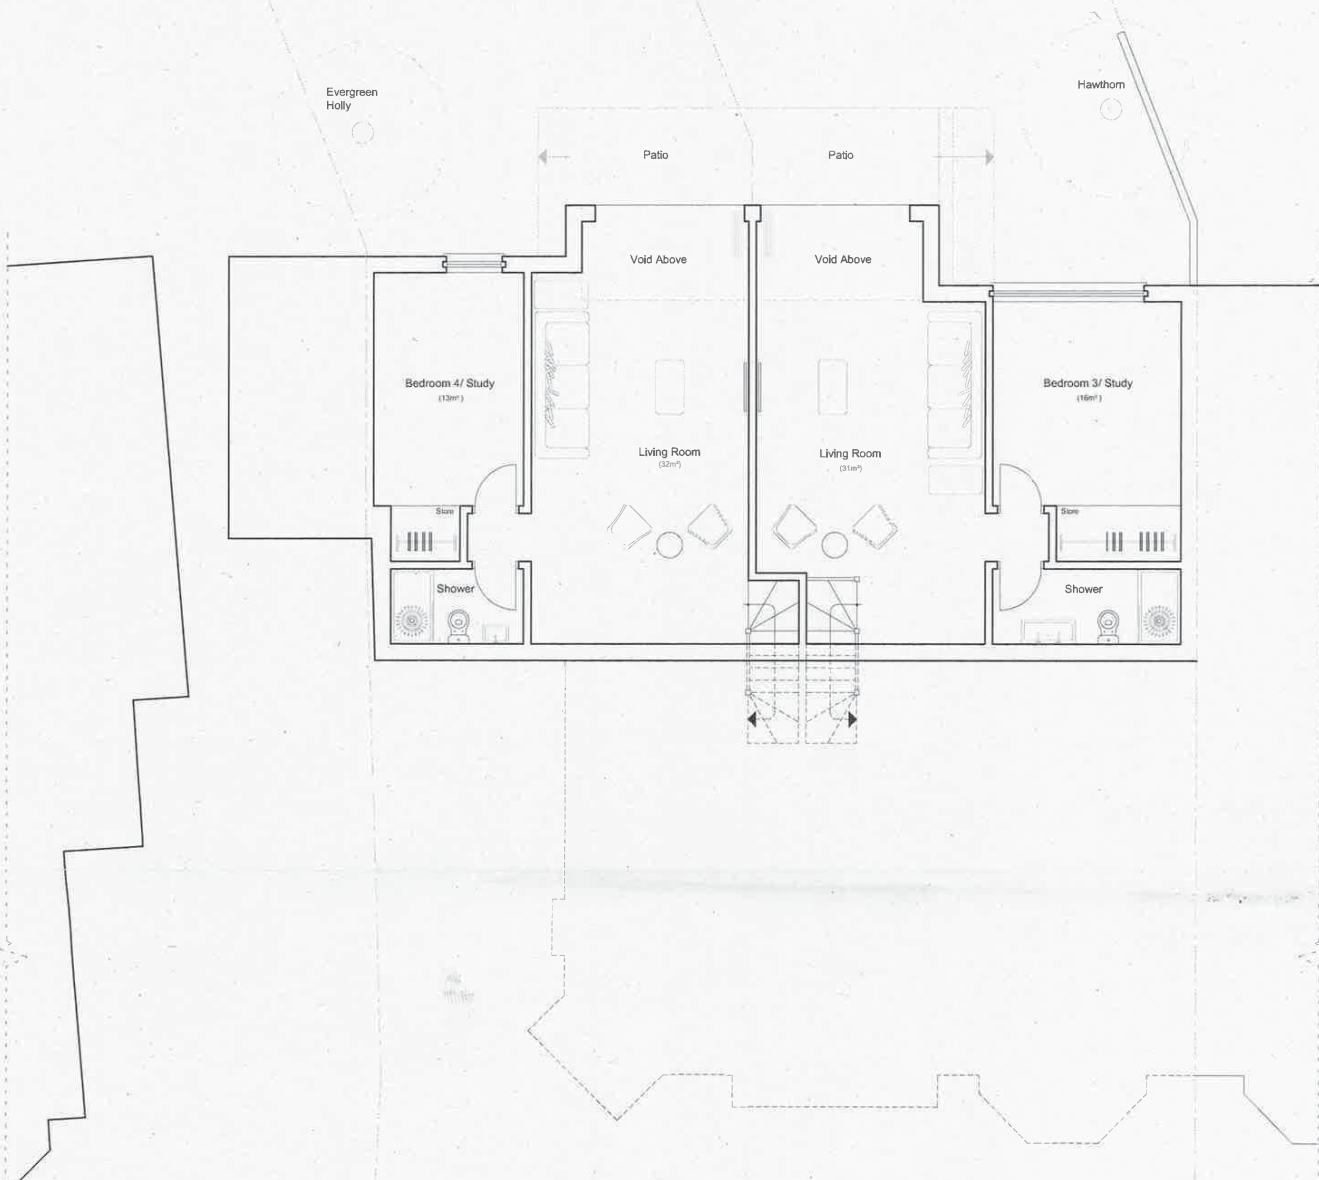 Evergreen
Holly
Hawthorn
Patio
Patio
Void Above
Void Above
Bedroom 4/ Study
(13m²)
Bedroom 3/ Study
(16m²)
Living Room
(32m²)
Living Room
(31m²)
Store
Store
Shower
Shower